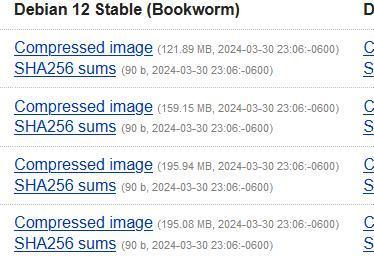 Debian 12 Stable (Bookworm) D
Compressed image (121.89 MB, 2024-03-30 23:06:-0600) C
SHA256 sums (90 b, 2024-03-30 23:06:-0600) S
Compressed image (159.15 MB, 2024-03-30 23:06:-0600) C
SHA256 sums (90 b, 2024-03-30 23:06:-0600) S
Compressed image (195.94 MB, 2024-03-30 23:06:-0600) C
SHA256 sums (90 b, 2024-03-30 23:06:-0600) S
Compressed image (195.08 MB, 2024-03-30 23:06:-0600) C
SHA256 sums (90 b, 2024-03-30 23:06:-0600) S